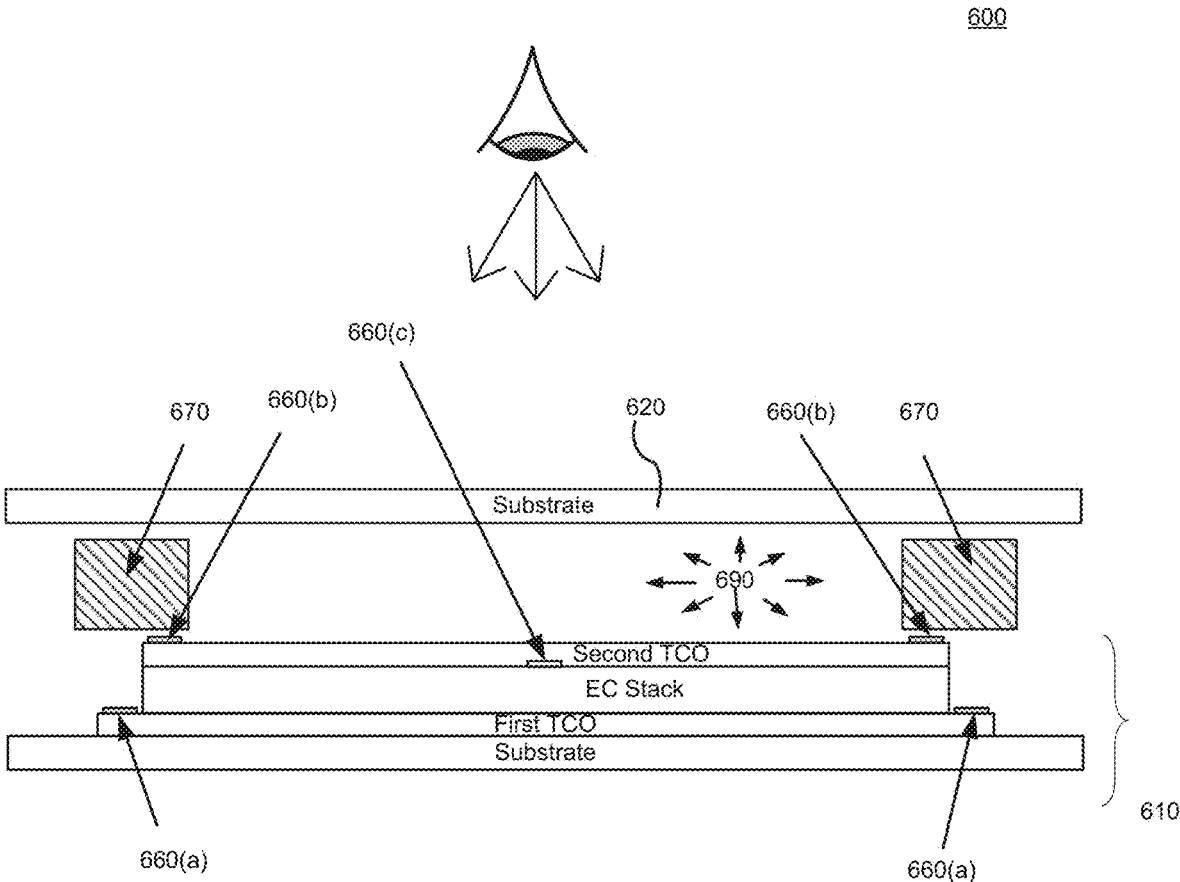 600
660(c)
670
660(b)
620
660(b)
670
Substrate
690
Second TCO
EC Stack
First TCO
Substrate
610
660(a)
660(a)